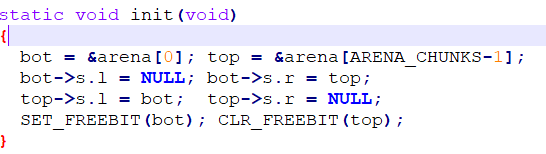 static void init(void)
{
  bot = &arena[0]; top = &arena[ARENA_CHUNKS-1];
  bot->s.l = NULL; bot->s.r = top;
  top->s.l = bot;  top->s.r = NULL;
  SET_FREEBIT(bot); CLR_FREEBIT(top);
}